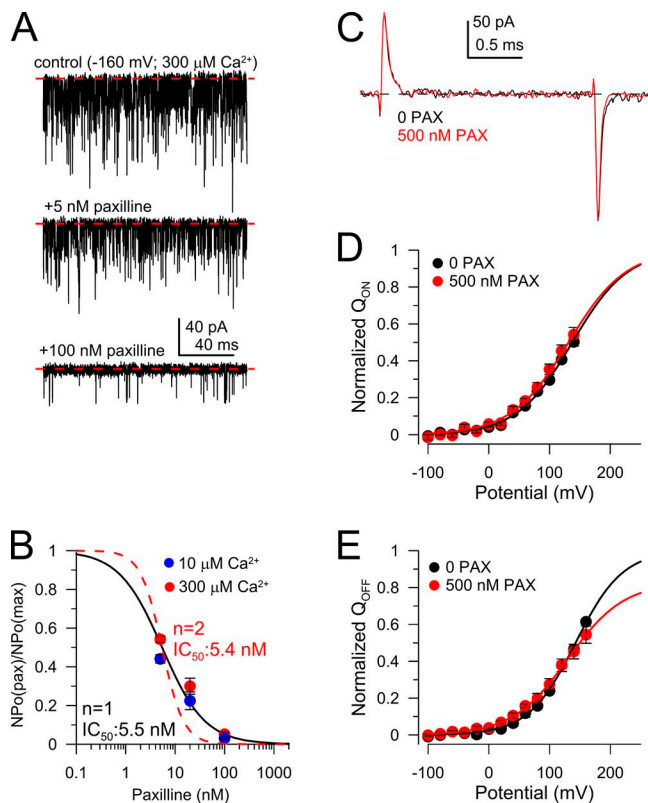 A
control (-160 mV; 300 μM Ca²⁺)
+5 nM paxilline
+100 nM paxilline
40 pA
40 ms
B
NPo(pax)/NPo(max)
1
0.8
0.6
0.4
0.2
0
10 μM Ca²⁺
300 μM Ca²⁺
n=2
IC₅₀:5.4 nM
n=1
IC₅₀:5.5 nM
0.1 1 10 100 1000
Paxilline (nM)
C
50 pA
0.5 ms
0 PAX
500 nM PAX
D
Normalized Q_ON
1
0.8
0.6
0.4
0.2
0
0 PAX
500 nM PAX
-100 0 100 200
Potential (mV)
E
Normalized Q_OFF
1
0.8
0.6
0.4
0.2
0
0 PAX
500 nM PAX
-100 0 100 200
Potential (mV)